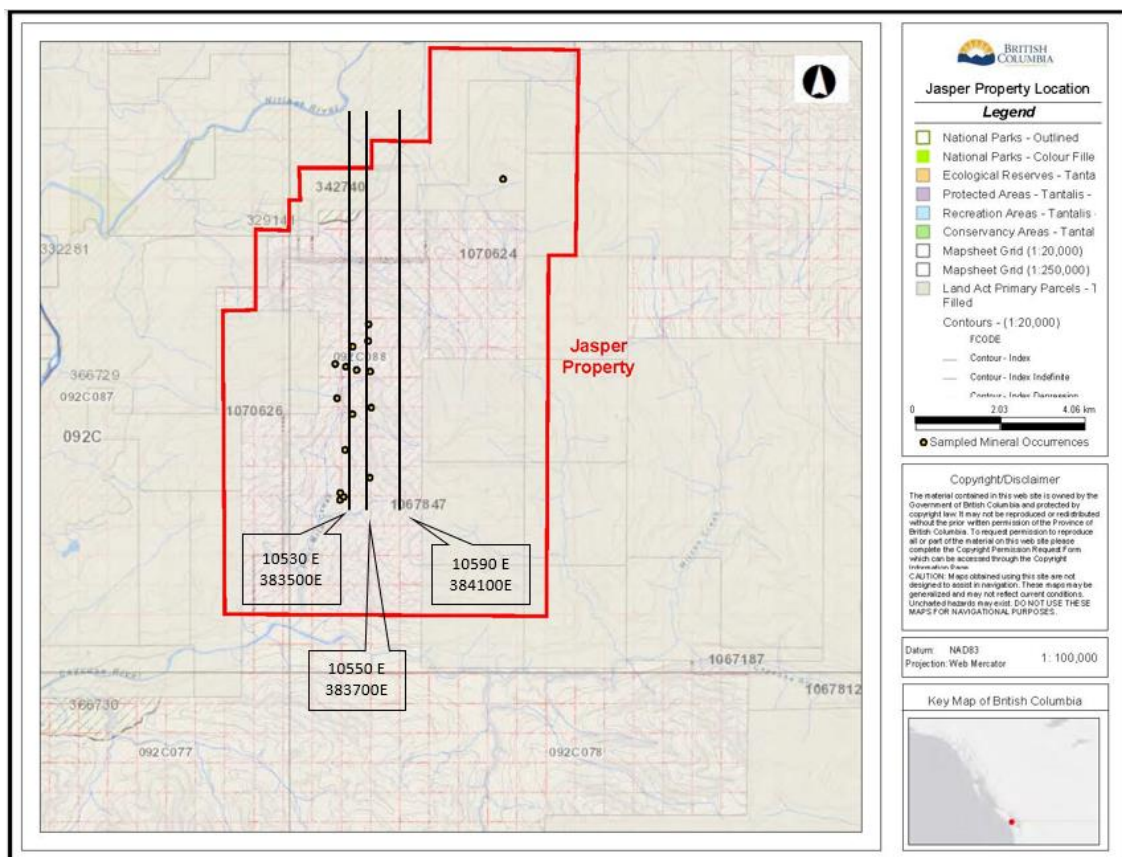 Nitinat River
342740
329141
332281
1070624
Jasper
Property
092C088
366729
092C087
1070626
092C
1067847
10530 E
383500E
10590 E
384100E
10550 E
383700E
1067187
1067812
366730
092C077
092C078
BRITISH
COLUMBIA
Jasper Property Location
Legend
National Parks - Outlined
National Parks - Colour Fille
Ecological Reserves - Tanta
Protected Areas - Tantalis -
Recreation Areas - Tantalis -
Conservancy Areas - Tantal
Mapsheet Grid (1:20,000)
Mapsheet Grid (1:250,000)
Land Act Primary Parcels - T
Filled
Contours - (1:20,000)
FCODE
Contour - Index
Contour - Index Indefinite
Contour - Index Depression
0 2.03 4.06 km
Sampled Mineral Occurrences
Copyright/Disclaimer
The material contained in this web site is owned by the
Government of British Columbia and protected by
copyright law. It may not be reproduced or redistributed
without the prior written permission of the Province of
British Columbia. To request permission to reproduce
all or part of the material on this web site please
complete the Copyright Permission Request Form
which can be accessed through the Copyright
Information Page.
CAUTION: Maps obtained using this site are not
designed to assist in navigation. These maps may be
generalized and may not reflect current conditions.
Uncharted hazards may exist. DO NOT USE THESE
MAPS FOR NAVIGATIONAL PURPOSES.
Datum: NAD83
Projection: Web Mercator
1: 100,000
Key Map of British Columbia